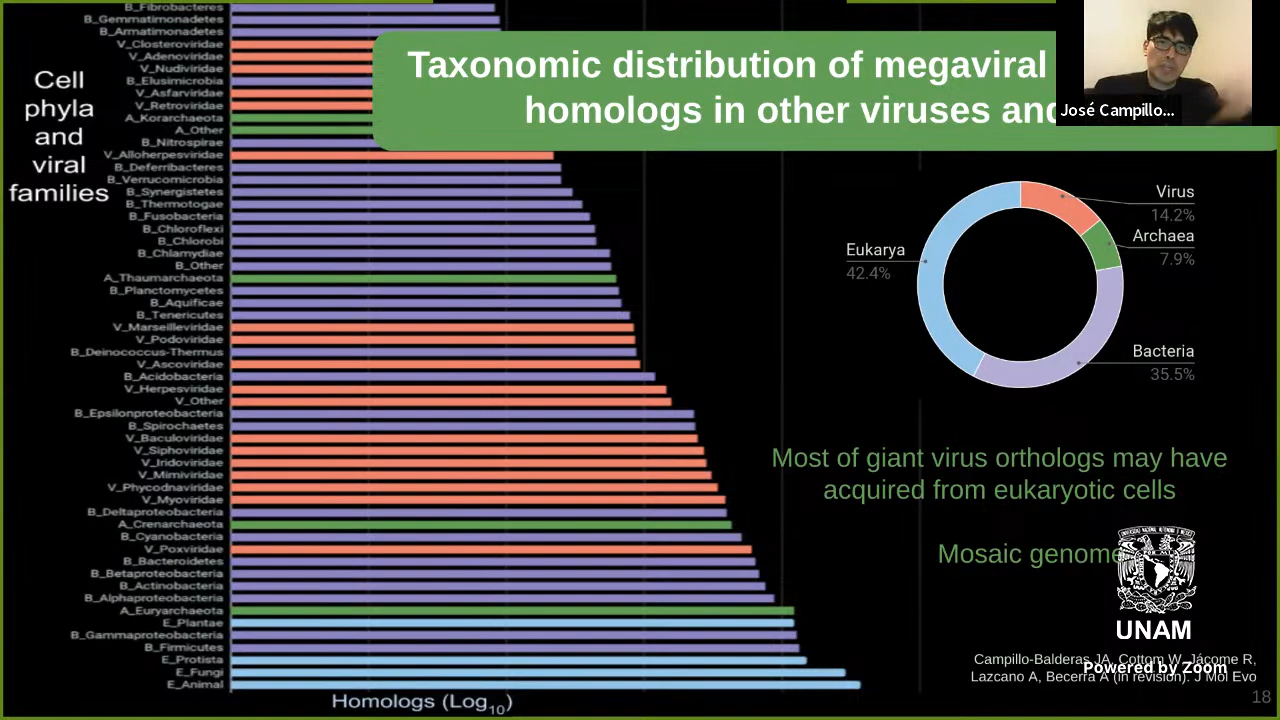 Taxonomic distribution of megaviral
homologs in other viruses and
José Campillo...
Cell
phyla
and
viral
families
B_Fibrobacteres
B_Gemmatimonadetes
B_Armatimonadetes
V_Closteroviridae
V_Adenoviridae
V_Nudiviridae
B_Elusimicrobia
V_Asfarviridae
V_Retroviridae
A_Korarchaeota
A_Other
B_Nitrospirae
V_Alloherpesviridae
B_Deferribacteres
B_Verrucomicrobia
B_Synergistetes
B_Thermotogae
B_Fusobacteria
B_Chloroflexi
B_Chlorobi
B_Chlamydiae
B_Other
A_Thaumarchaeota
B_Planctomycetes
B_Aquificae
B_Tenericutes
V_Marseilleviridae
V_Podoviridae
B_Deinococcus-Thermus
V_Ascoviridae
B_Acidobacteria
V_Herpesviridae
V_Other
B_Epsilonproteobacteria
B_Spirochaetes
V_Baculoviridae
V_Siphoviridae
V_Iridoviridae
V_Mimiviridae
V_Phycodnaviridae
V_Myoviridae
B_Deltaproteobacteria
A_Crenarchaeota
B_Cyanobacteria
V_Poxviridae
B_Bacteroidetes
B_Betaproteobacteria
B_Actinobacteria
B_Alphaproteobacteria
A_Euryarchaeota
E_Plantae
B_Gammaproteobacteria
B_Firmicutes
E_Protista
E_Fungi
E_Animal
Homologs (Log10)
Virus
14.2%
Archaea
7.9%
Eukarya
42.4%
Bacteria
35.5%
Most of giant virus orthologs may have
acquired from eukaryotic cells
Mosaic genome
UNAM
Campillo-Balderas JA, Cottom W, Jácome R,
Lazcano A, Becerra A (in revision). J Mol Evo
Powered by Zoom
18